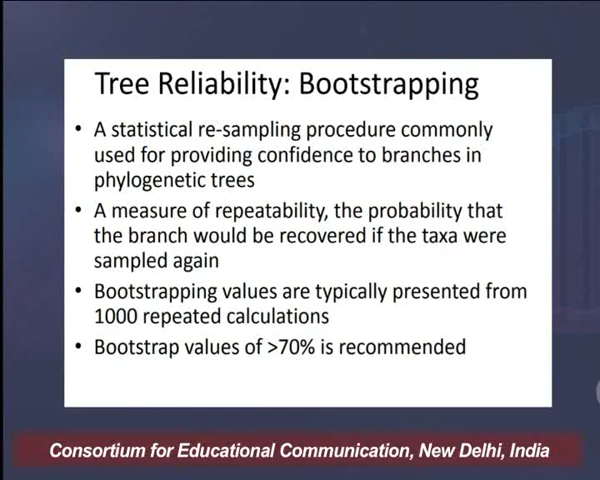 Tree Reliability: Bootstrapping
• A statistical re-sampling procedure commonly
used for providing confidence to branches in
phylogenetic trees
• A measure of repeatability, the probability that
the branch would be recovered if the taxa were
sampled again
• Bootstrapping values are typically presented from
1000 repeated calculations
• Bootstrap values of >70% is recommended
Consortium for Educational Communication, New Delhi, India